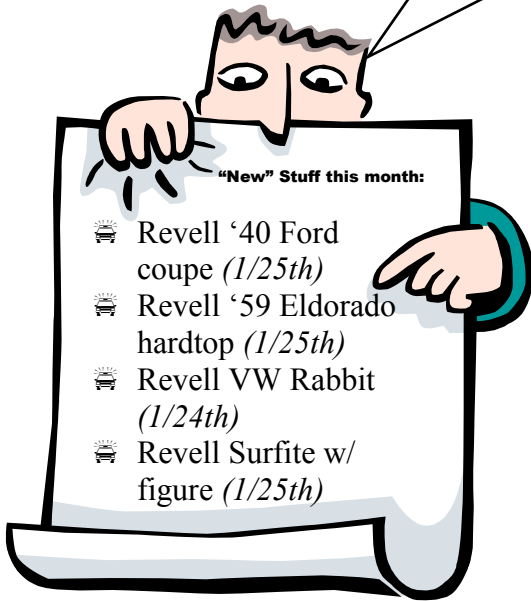 “New” Stuff this month:
Revell ‘40 Ford
coupe (1/25th)
Revell ‘59 Eldorado
hardtop (1/25th)
Revell VW Rabbit
(1/24th)
Revell Surfite w/
figure (1/25th)